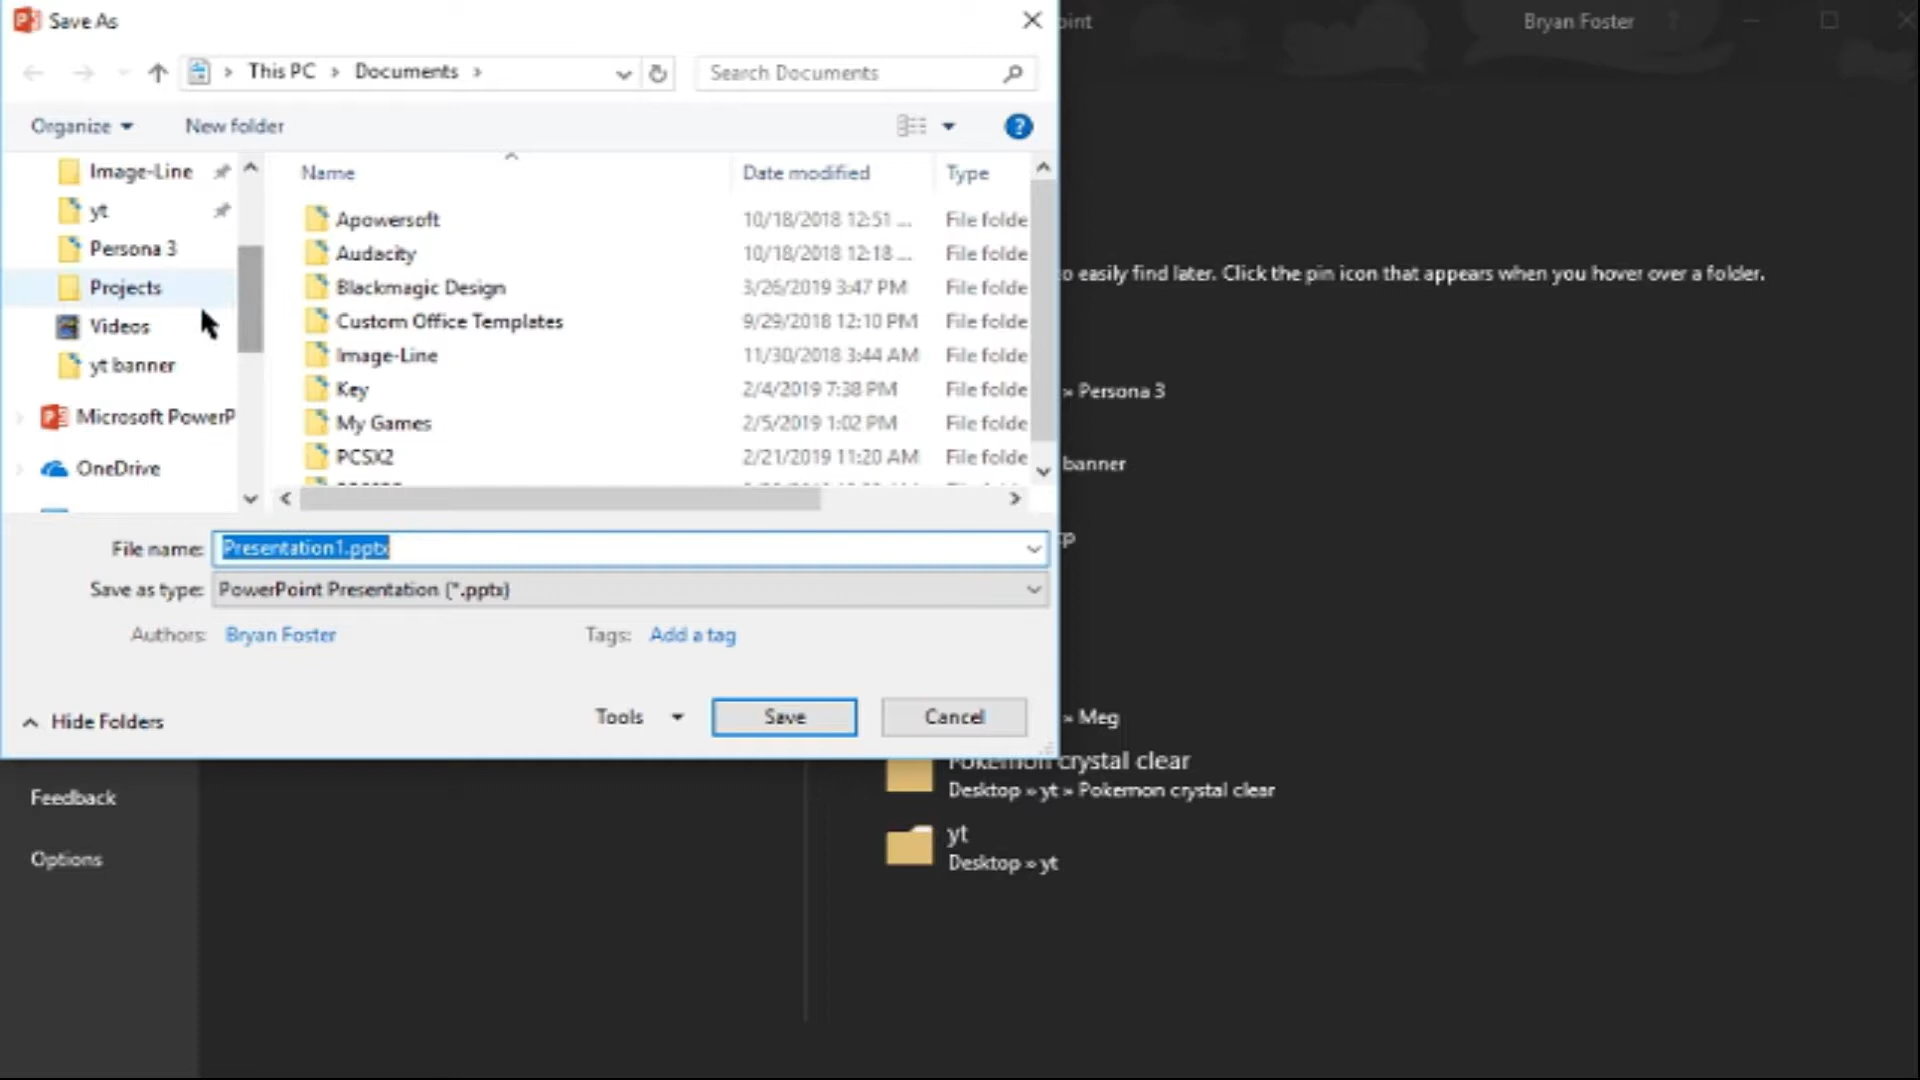 Save As
oint
Bryan Foster
?
This PC
Documents
Search Documents
Organize
New folder
?
Name
Date modified
Type
Image-Line
yt
Persona 3
Projects
Videos
yt banner
Microsoft PowerP
OneDrive
Apowersoft 10/18/2018 12:51 ... File folde
Audacity 10/18/2018 12:18 ... File folde
Blackmagic Design 3/26/2019 3:47 PM File folde
Custom Office Templates 9/29/2018 12:10 PM File folde
Image-Line 11/30/2018 3:44 AM File folde
Key 2/4/2019 7:38 PM File folde
My Games 2/5/2019 1:02 PM File folde
PCSX2 2/21/2019 11:20 AM File folde
File name: Presentation1.pptx
Save as type: PowerPoint Presentation (*.pptx)
Authors: Bryan Foster
Tags: Add a tag
Hide Folders
Tools
Save
Cancel
o easily find later. Click the pin icon that appears when you hover over a folder.
» Persona 3
banner
» Meg
Pokemon crystal clear
Desktop » yt » Pokemon crystal clear
yt
Desktop » yt
Feedback
Options